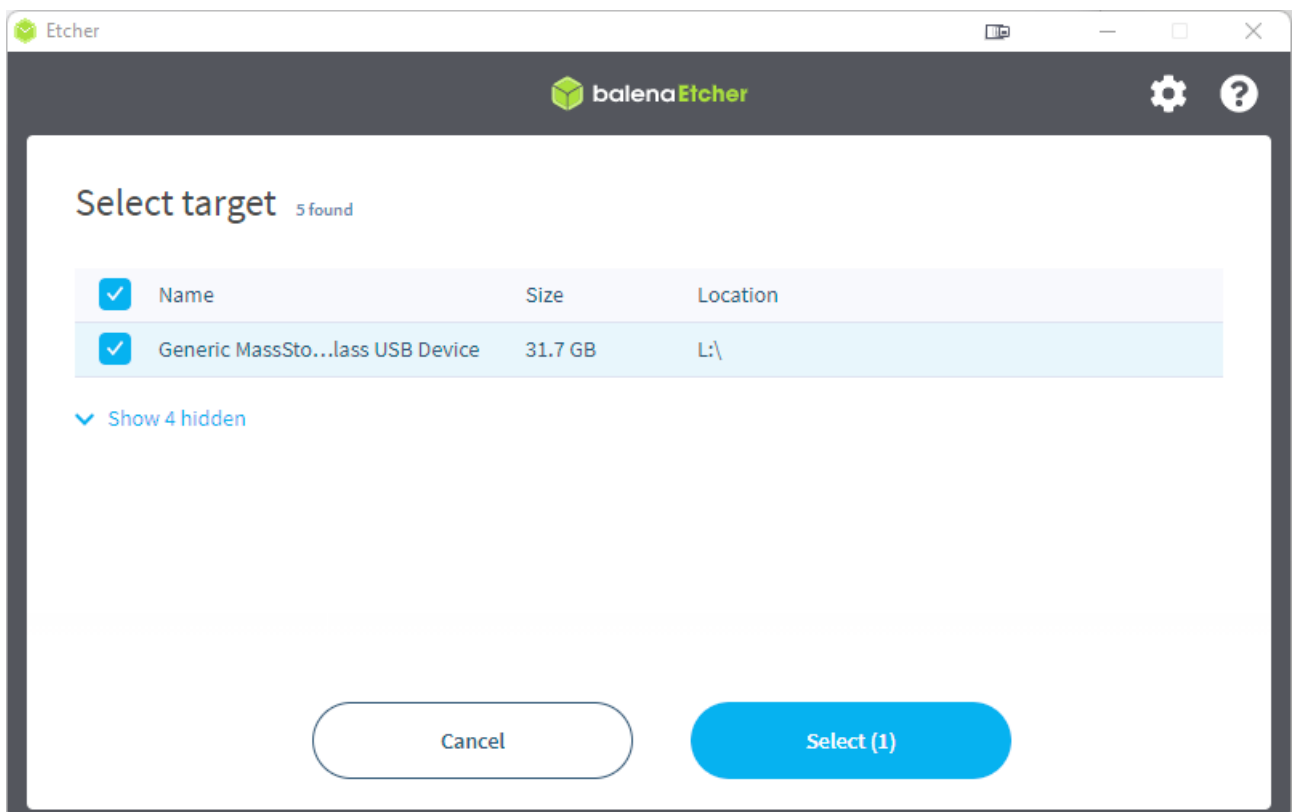 Etcher
balenaEtcher
Select target 5 found
Name Size Location
Generic MassSto...lass USB Device 31.7 GB L:\
Show 4 hidden
Cancel Select (1)